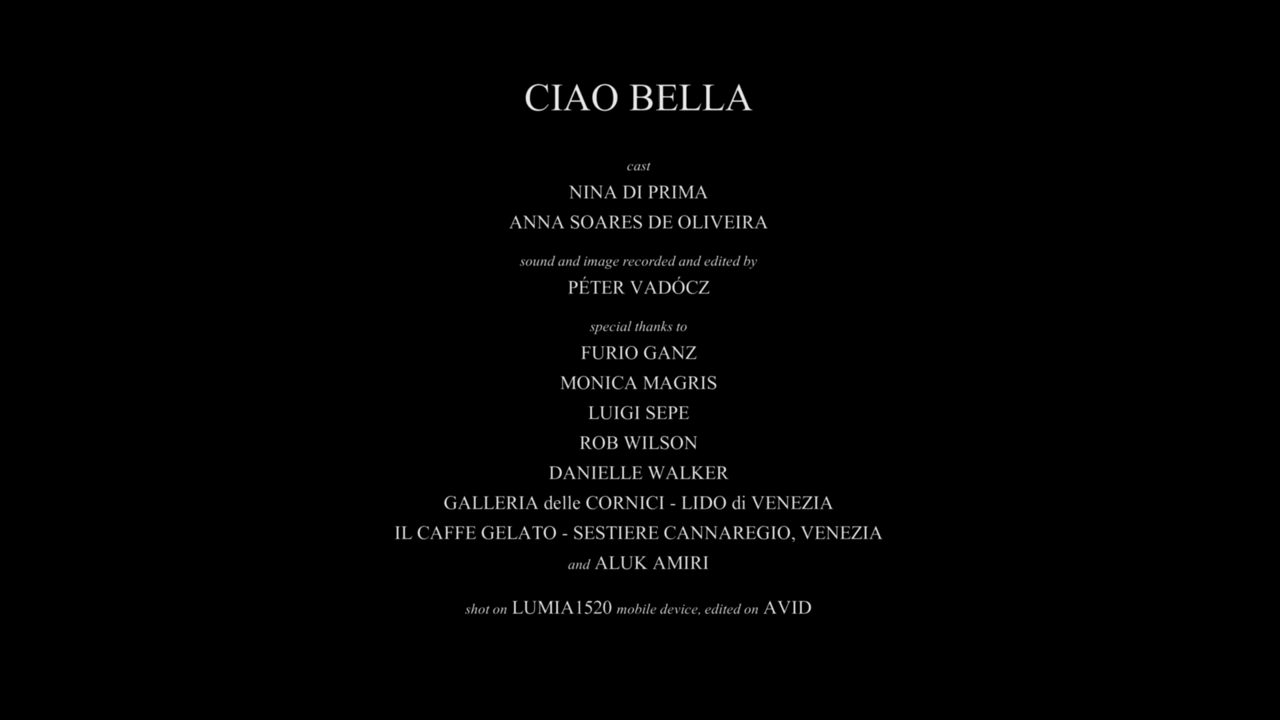 CIAO BELLA
cast
NINA DI PRIMA
ANNA SOARES DE OLIVEIRA
sound and image recorded and edited by
PÉTER VADÓCZ
special thanks to
FURIO GANZ
MONICA MAGRIS
LUIGI SEPE
ROB WILSON
DANIELLE WALKER
GALLERIA delle CORNICI - LIDO di VENEZIA
IL CAFFE GELATO - SESTIERE CANNAREGIO, VENEZIA
and ALUK AMIRI
shot on LUMIA1520 mobile device, edited on AVID